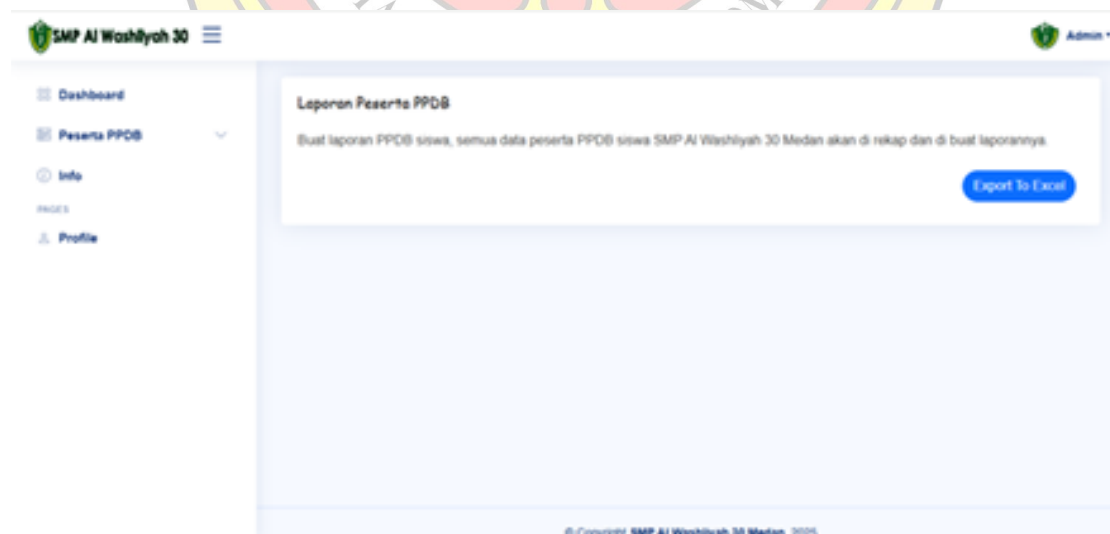 SMP Al Washliyah 30
Admin
Dashboard
Peserta PPDB
Info
PAGES
Profile
Laporan Peserta PPDB
Buat laporan PPDB siswa, semua data peserta PPDB siswa SMP Al Washliyah 30 Medan akan di rekap dan di buat laporannya.
Export To Excel
© Copyright SMP Al Washliyah 30 Medan. 2025